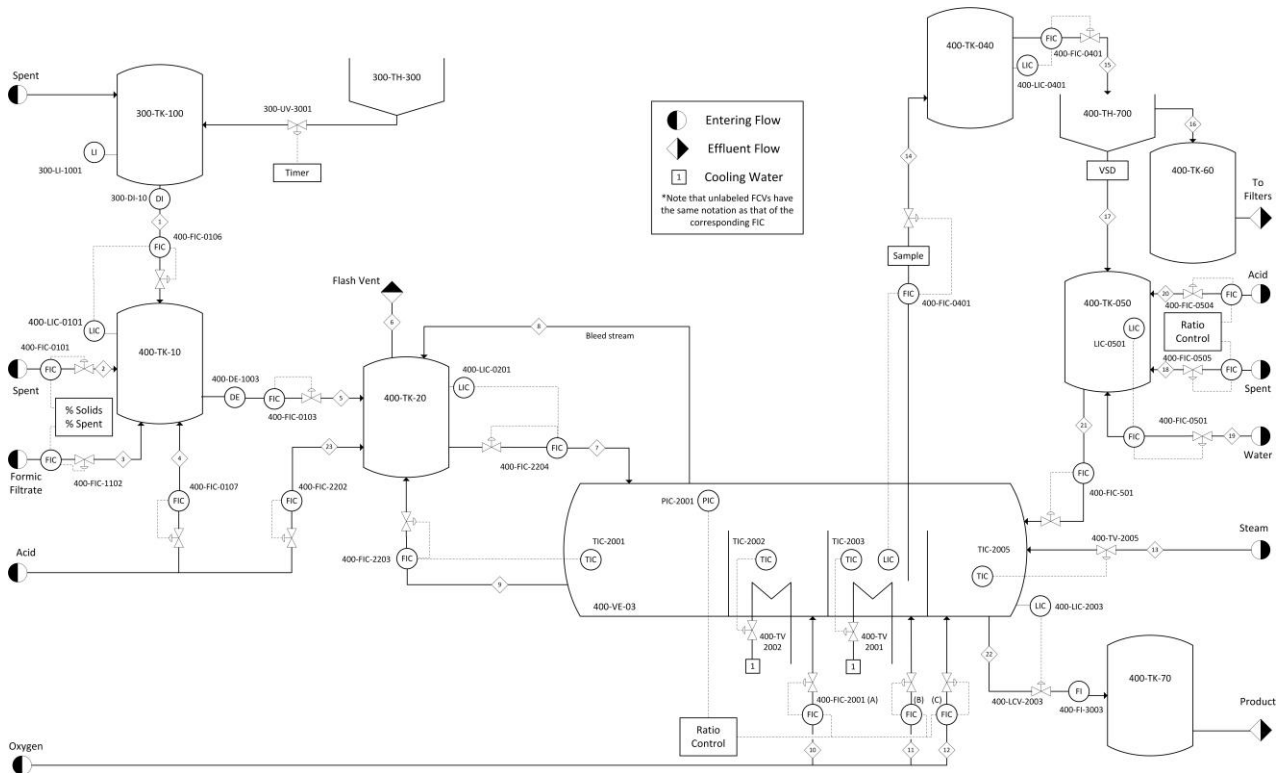 Spent
300-TK-100
300-UV-3001
300-TH-300
LI
300-LI-1001
Timer
300-DI-10
DI
1
400-FIC-0106
FIC
400-LIC-0101
LIC
400-TK-10
400-FIC-0101
FIC
2
Spent
% Solids
% Spent
FIC
3
4
Formic
Filtrate
400-FIC-1102
400-FIC-0107
FIC
Acid
400-DE-1003
DE
FIC
400-FIC-0103
5
23
400-FIC-2202
FIC
Flash Vent
6
8
Bleed stream
400-LIC-0201
LIC
400-TK-20
FIC
7
400-FIC-2204
400-FIC-2203
FIC
9
Entering Flow
Effluent Flow
1
Cooling Water
*Note that unlabeled FCVs have
the same notation as that of the
corresponding FIC
400-TK-040
FIC
400-FIC-0401
LIC
400-LIC-0401
15
400-TH-700
16
VSD
400-TK-60
To
Filters
17
14
Sample
FIC
400-FIC-0401
400-TK-050
20
FIC
Acid
400-FIC-0504
LIC
LIC-0501
Ratio
Control
400-FIC-0505
18
FIC
Spent
400-FIC-0501
FIC
19
Water
21
FIC
400-FIC-501
PIC-2001
PIC
TIC-2001
TIC
TIC-2002
TIC
TIC-2003
TIC
LIC
TIC-2005
TIC
400-VE-03
400-TV-2005
13
Steam
LIC
400-LIC-2003
400-TV
2002
1
400-TV
2001
1
22
400-LCV-2003
FI
400-FI-3003
400-TK-70
Product
400-FIC-2001 (A)
(B)
(C)
FIC
FIC
FIC
Ratio
Control
Oxygen
10
11
12